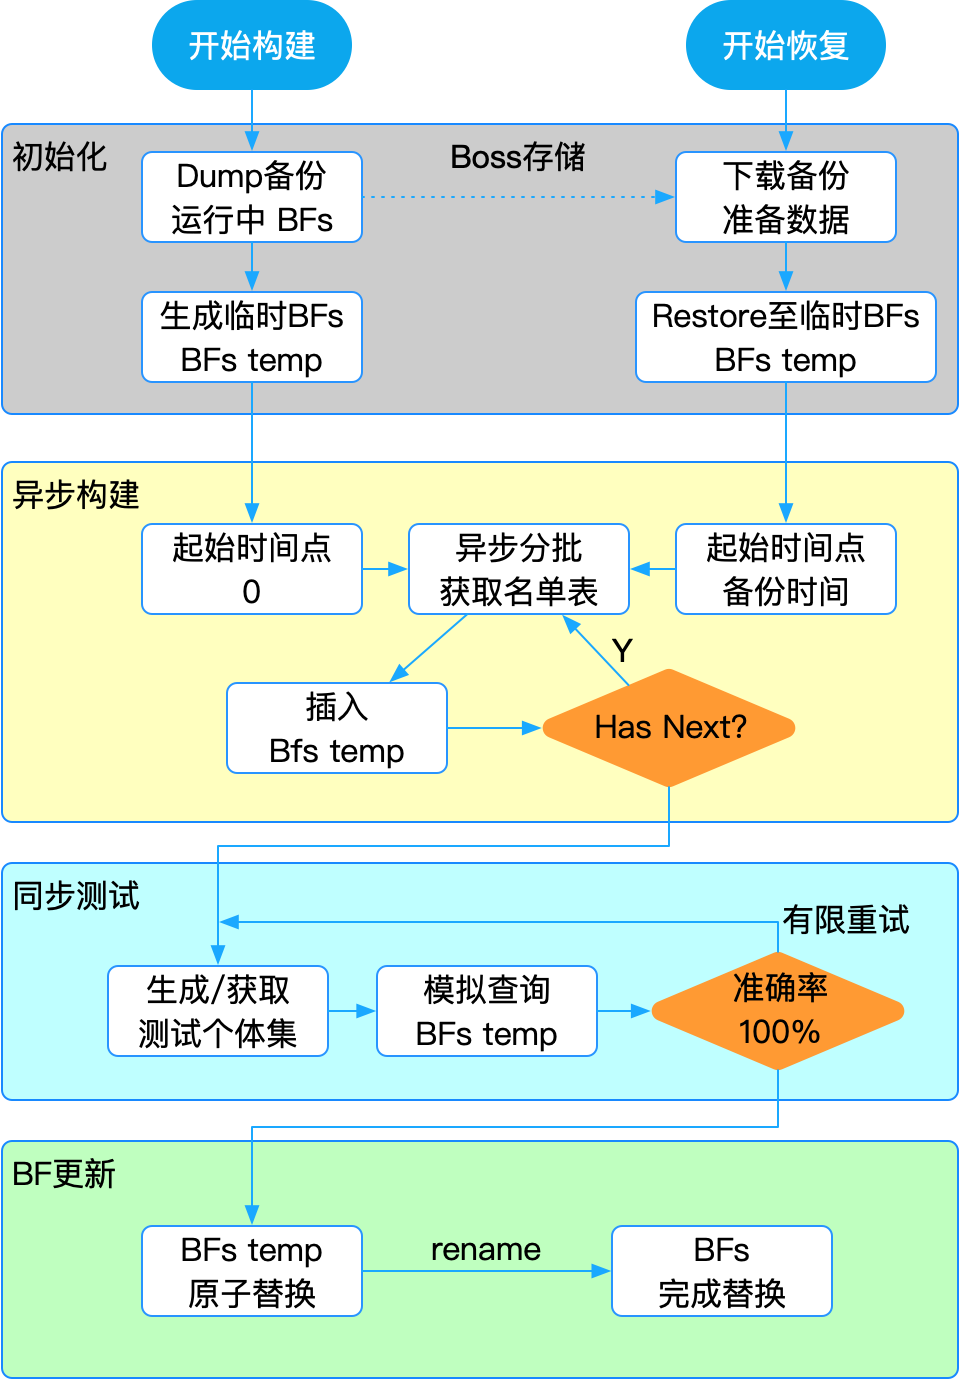 开始构建
开始恢复
初始化
Boss存储
Dump备份
运行中 BFs
下载备份
准备数据
生成临时BFs
BFs temp
Restore至临时BFs
BFs temp
异步构建
起始时间点
0
异步分批
获取名单表
起始时间点
备份时间
Y
插入
Bfs temp
Has Next?
同步测试
有限重试
生成/获取
测试个体集
模拟查询
BFs temp
准确率
100%
BF更新
BFs temp
原子替换
rename
BFs
完成替换